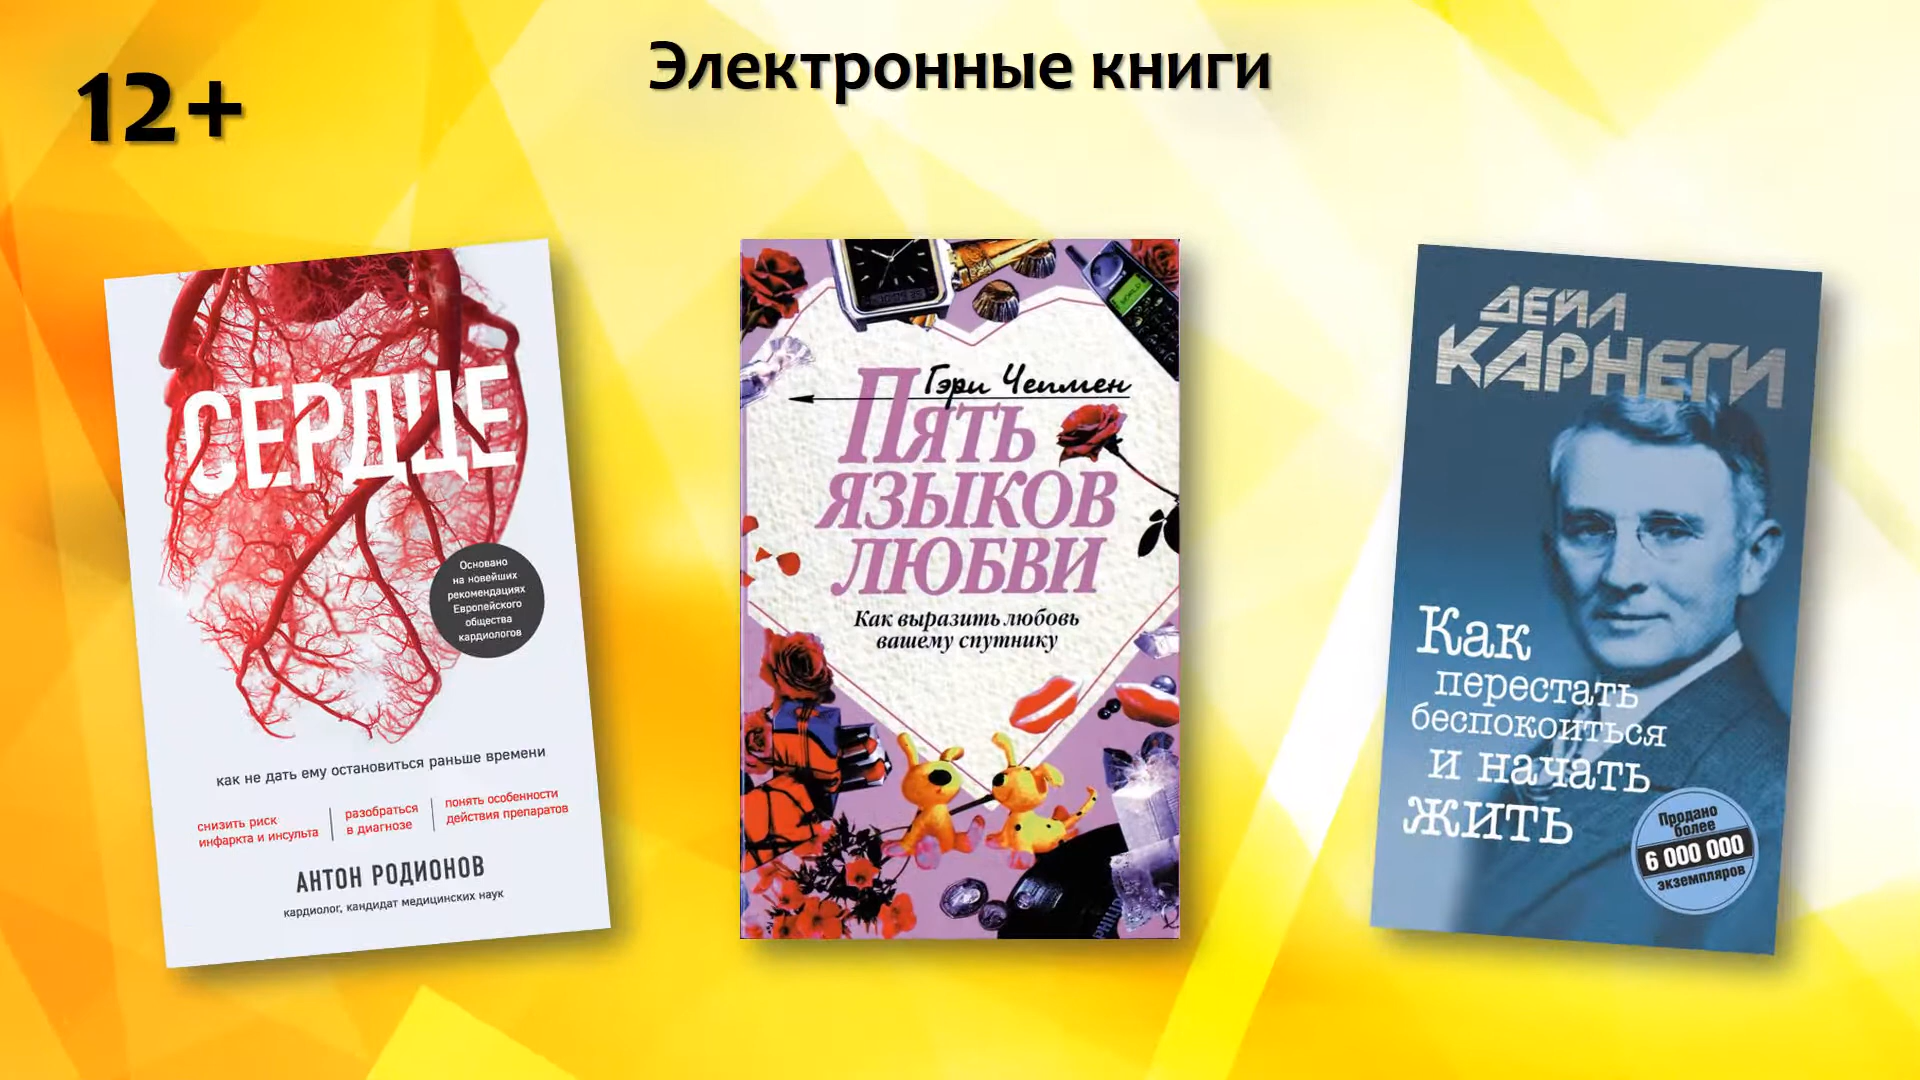 Электронные книги
12+
СЕРДЦЕ
Основано
на новейших
рекомендациях
Европейского
общества
кардиологов
как не дать ему остановиться раньше времени
снизить риск
инфаркта и инсульта
разобраться
в диагнозе
понять особенности
действия препаратов
АНТОН РОДИОНОВ
кардиолог, кандидат медицинских наук
Гэри Чепмен
Пять
языков
любви
Как выразить любовь
вашему спутнику
ДЕЙЛ
КАРНЕГИ
Как
перестать
беспокоиться
и начать
жить
Продано
более
6 000 000
экземпляров